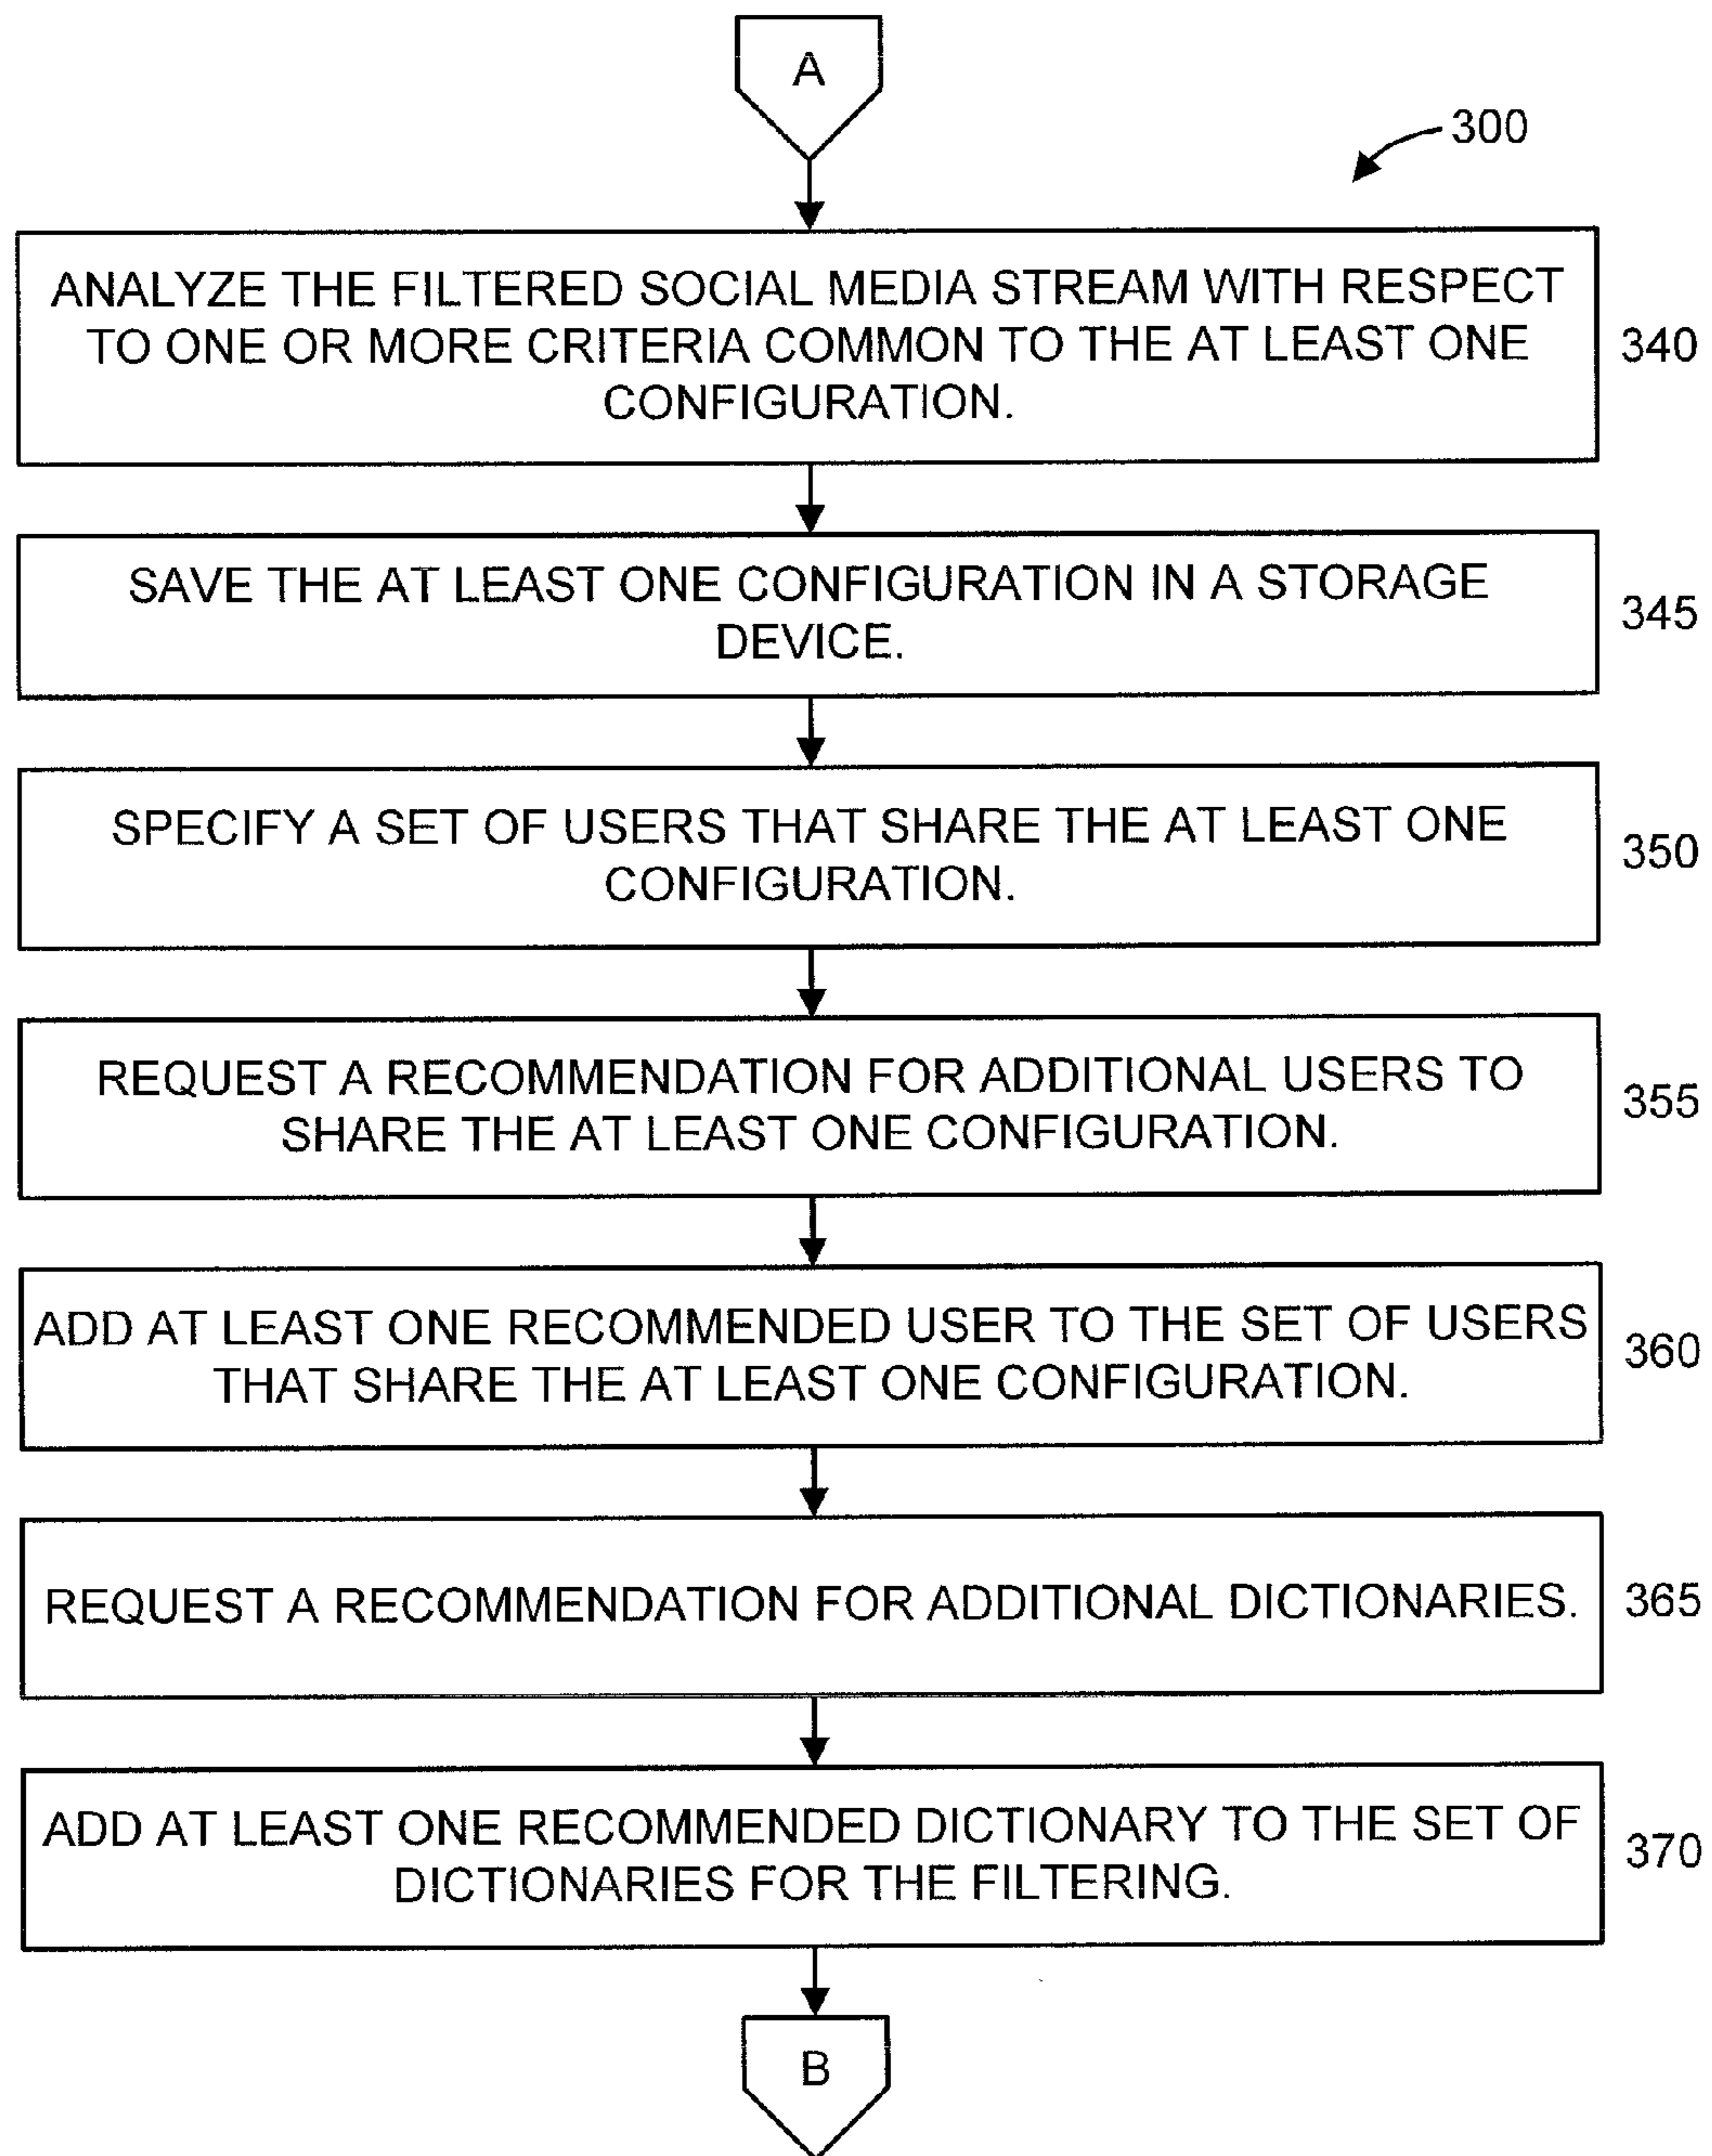 A
300
ANALYZE THE FILTERED SOCIAL MEDIA STREAM WITH RESPECT
TO ONE OR MORE CRITERIA COMMON TO THE AT LEAST ONE
CONFIGURATION.
340
SAVE THE AT LEAST ONE CONFIGURATION IN A STORAGE
DEVICE.
345
SPECIFY A SET OF USERS THAT SHARE THE AT LEAST ONE
CONFIGURATION.
350
REQUEST A RECOMMENDATION FOR ADDITIONAL USERS TO
SHARE THE AT LEAST ONE CONFIGURATION.
355
ADD AT LEAST ONE RECOMMENDED USER TO THE SET OF USERS
THAT SHARE THE AT LEAST ONE CONFIGURATION.
360
REQUEST A RECOMMENDATION FOR ADDITIONAL DICTIONARIES.
365
ADD AT LEAST ONE RECOMMENDED DICTIONARY TO THE SET OF
DICTIONARIES FOR THE FILTERING.
370
B